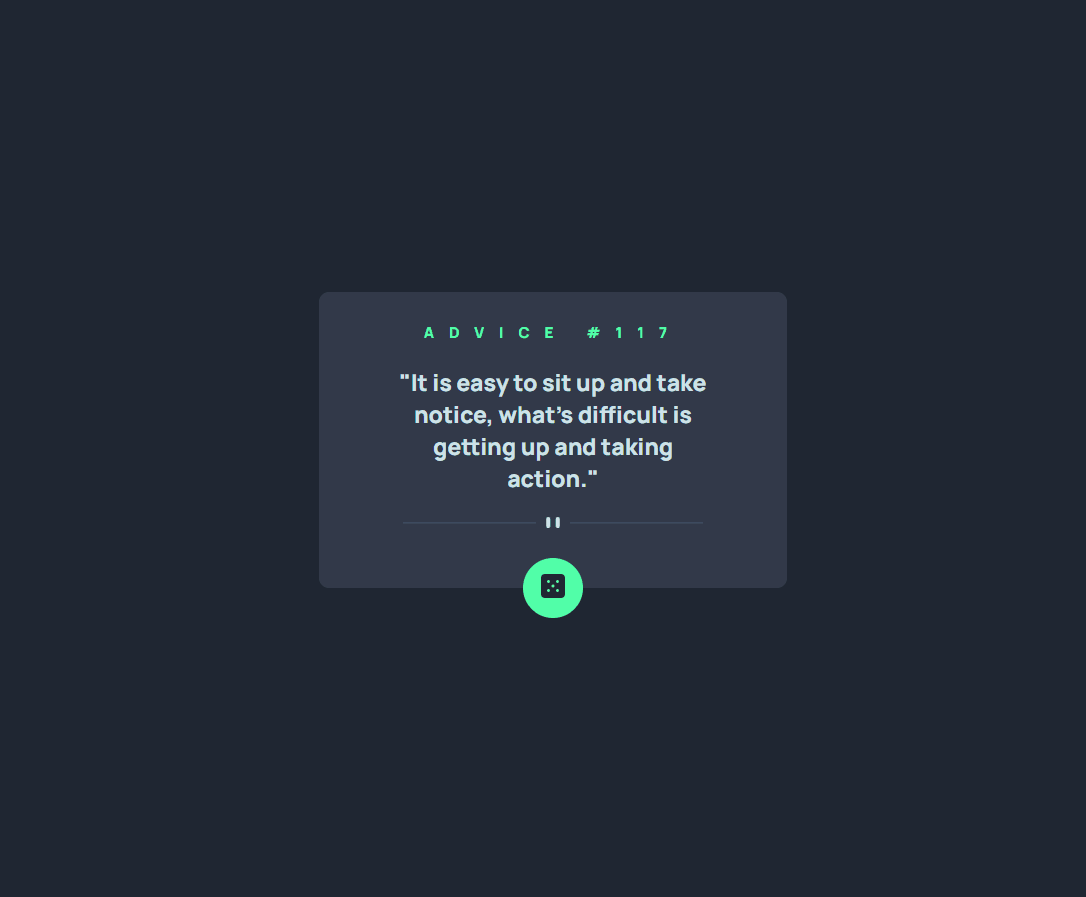 ADVICE #117
"It is easy to sit up and take
notice, what's difficult is
getting up and taking
action."